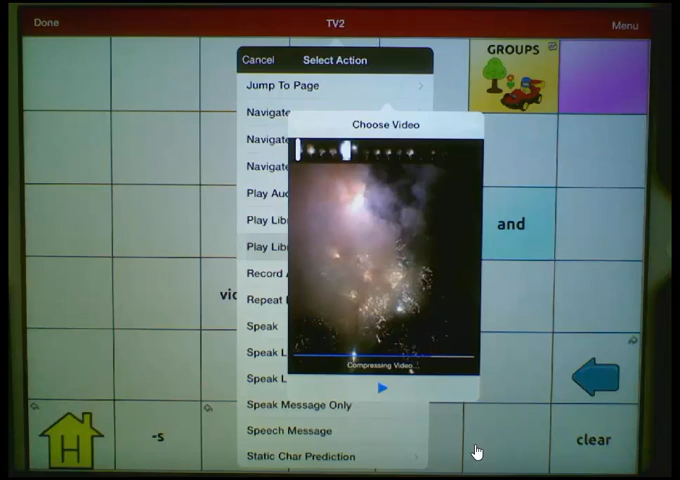 Done
TV2
Menu
Cancel
Select Action
GROUPS
Jump To Page
Navigate
Choose Video
Navigate
Navigate
Play Aud
Play Libr
and
Play Libr
Record A
Repeat
Speak
Speak L
Compressing Video...
Speak L
Speak Message Only
H
-s
Speech Message
clear
Static Char Prediction